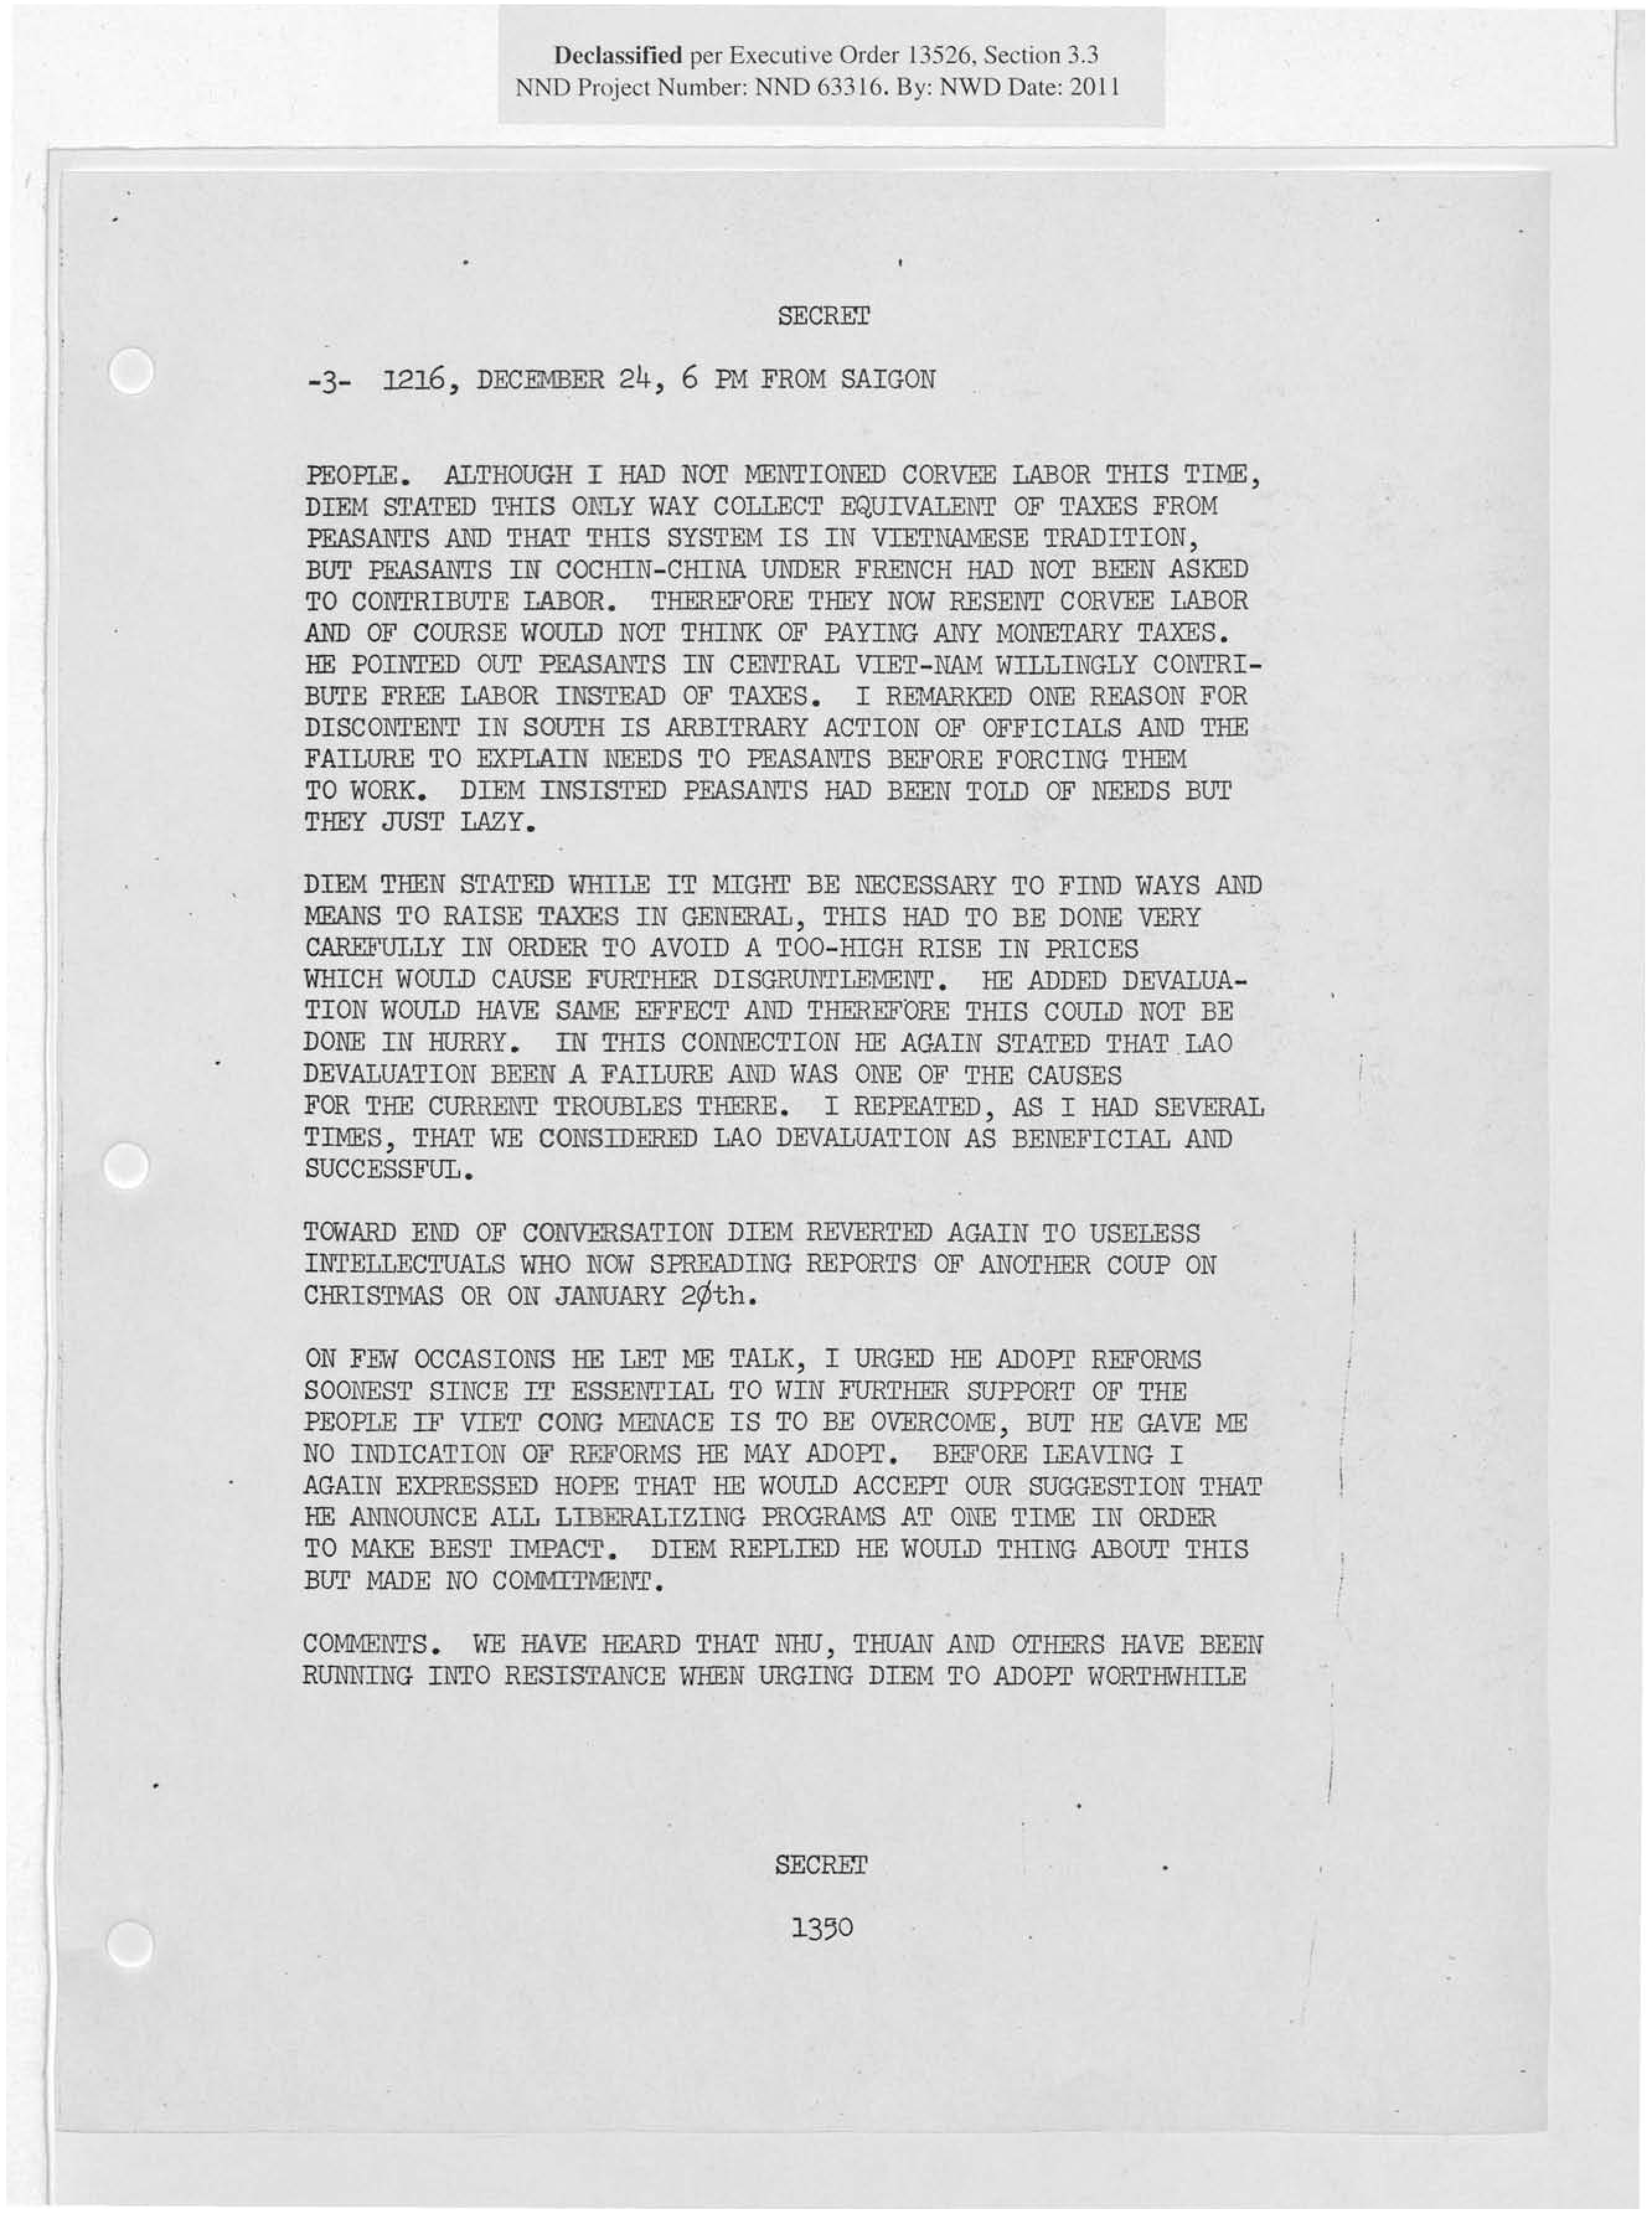 Declassified per Executive Order 13526, Section 3.3
NND Project Number: NND 63316. By: NWD Date: 2011
SECRET
-3- 1216, DECEMBER 24, 6 PM FROM SAIGON
PEOPLE. ALTHOUGH I HAD NOT MENTIONED CORVEE LABOR THIS TIME,
DIEM STATED THIS ONLY WAY COLLECT EQUIVALENT OF TAXES FROM
PEASANTS AND THAT THIS SYSTEM IS IN VIETNAMESE TRADITION,
BUT PEASANTS IN COCHIN-CHINA UNDER FRENCH HAD NOT BEEN ASKED
TO CONTRIBUTE LABOR. THEREFORE THEY NOW RESENT CORVEE LABOR
AND OF COURSE WOULD NOT THINK OF PAYING ANY MONETARY TAXES.
HE POINTED OUT PEASANTS IN CENTRAL VIET-NAM WILLINGLY CONTRI-
BUTE FREE LABOR INSTEAD OF TAXES. I REMARKED ONE REASON FOR
DISCONTENT IN SOUTH IS ARBITRARY ACTION OF OFFICIALS AND THE
FAILURE TO EXPLAIN NEEDS TO PEASANTS BEFORE FORCING THEM
TO WORK. DIEM INSISTED PEASANTS HAD BEEN TOLD OF NEEDS BUT
THEY JUST LAZY.
DIEM THEN STATED WHILE IT MIGHT BE NECESSARY TO FIND WAYS AND
MEANS TO RAISE TAXES IN GENERAL, THIS HAD TO BE DONE VERY
CAREFULLY IN ORDER TO AVOID A TOO-HIGH RISE IN PRICES
WHICH WOULD CAUSE FURTHER DISGRUNTLEMENT. HE ADDED DEVALUA-
TION WOULD HAVE SAME EFFECT AND THEREFORE THIS COULD NOT BE
DONE IN HURRY. IN THIS CONNECTION HE AGAIN STATED THAT LAO
DEVALUATION BEEN A FAILURE AND WAS ONE OF THE CAUSES
FOR THE CURRENT TROUBLES THERE. I REPEATED, AS I HAD SEVERAL
TIMES, THAT WE CONSIDERED LAO DEVALUATION AS BENEFICIAL AND
SUCCESSFUL.
TOWARD END OF CONVERSATION DIEM REVERTED AGAIN TO USELESS
INTELLECTUALS WHO NOW SPREADING REPORTS OF ANOTHER COUP ON
CHRISTMAS OR ON JANUARY 2Øth.
ON FEW OCCASIONS HE LET ME TALK, I URGED HE ADOPT REFORMS
SOONEST SINCE IT ESSENTIAL TO WIN FURTHER SUPPORT OF THE
PEOPLE IF VIET CONG MENACE IS TO BE OVERCOME, BUT HE GAVE ME
NO INDICATION OF REFORMS HE MAY ADOPT. BEFORE LEAVING I
AGAIN EXPRESSED HOPE THAT HE WOULD ACCEPT OUR SUGGESTION THAT
HE ANNOUNCE ALL LIBERALIZING PROGRAMS AT ONE TIME IN ORDER
TO MAKE BEST IMPACT. DIEM REPLIED HE WOULD THING ABOUT THIS
BUT MADE NO COMMITMENT.
COMMENTS. WE HAVE HEARD THAT NHU, THUAN AND OTHERS HAVE BEEN
RUNNING INTO RESISTANCE WHEN URGING DIEM TO ADOPT WORTHWHILE
SECRET
1350